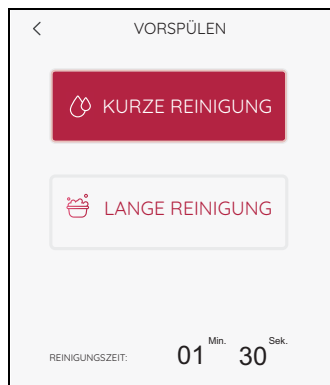 VORSPÜLEN
KURZE REINIGUNG
LANGE REINIGUNG
REINIGUNGSZEIT: 01 Min. 30 Sek.